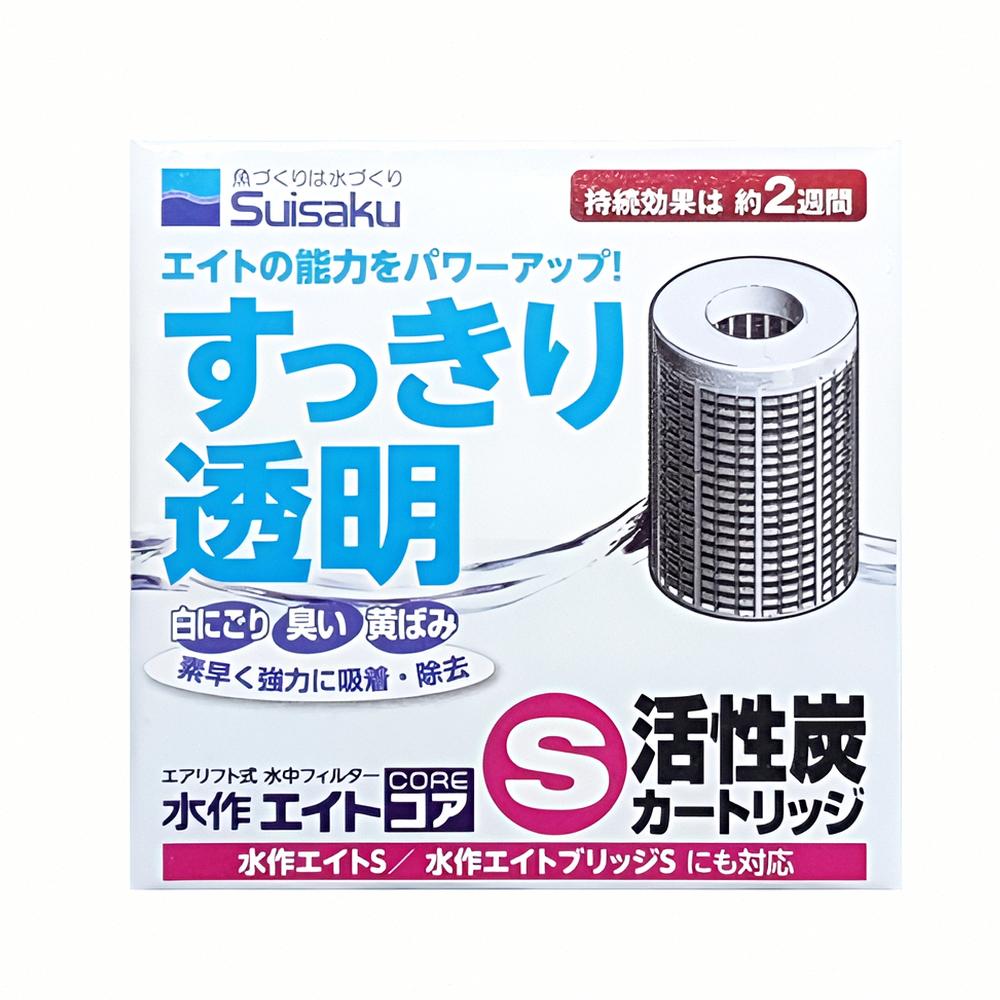 魚づくりは水づくり
Suisaku
持続効果は 約2週間
エイトの能力をパワーアップ!
すっきり
透明
白にごり 臭い 黄ばみ
素早く強力に吸着・除去
エアリフト式 水中フィルター
水作 エイト CORE コア
S 活性炭
カートリッジ
水作エイトS/水作エイトブリッジS にも対応